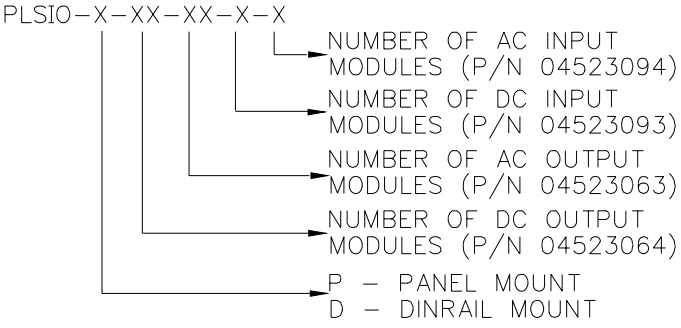 PLSIO-X-XX-XX-X-X
NUMBER OF AC INPUT
MODULES (P/N 04523094)
NUMBER OF DC INPUT
MODULES (P/N 04523093)
NUMBER OF AC OUTPUT
MODULES (P/N 04523063)
NUMBER OF DC OUTPUT
MODULES (P/N 04523064)
P – PANEL MOUNT
D – DINRAIL MOUNT